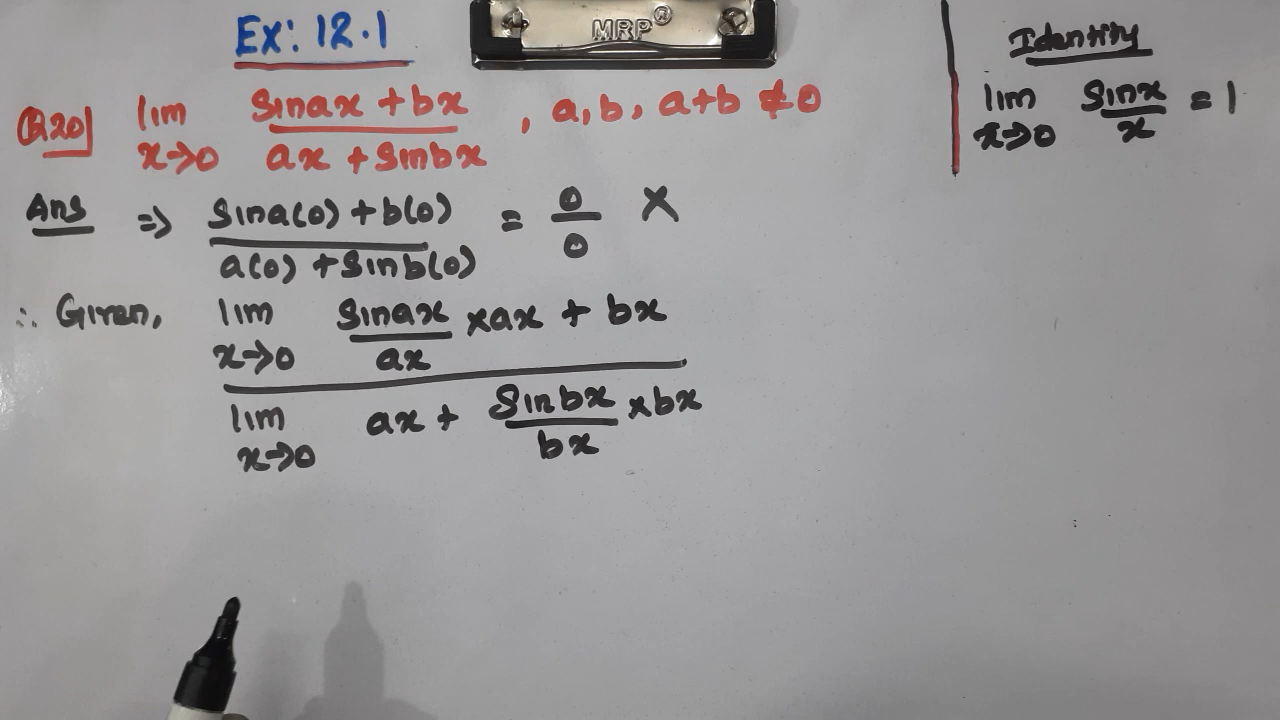 Ex: 12.1
MRP®
Identity
lim sinx/x = 1
x→0
Q20] lim sinax + bx / ax + sinbx , a, b, a+b ≠ 0
x→0
Ans ⇒ sina(0) + b(0) / a(0) + sinb(0) = 0/0 ×
∴ Given, lim sinax/ax × ax + bx
x→0
lim ax + sinbx/bx × bx
x→0